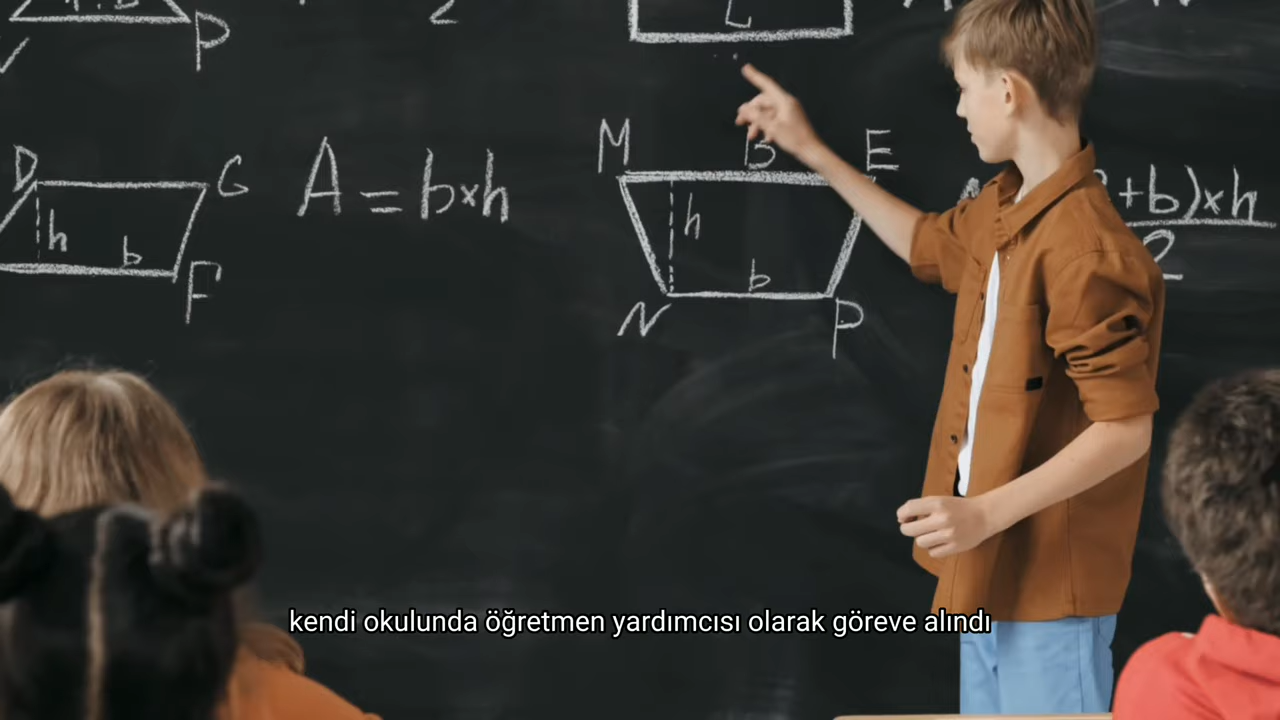 P
2
L
M
B
E
D
G
A = b×h
+b)×h
h
h
2
b
b
F
N
P
kendi okulunda öğretmen yardımcısı olarak göreve alındı